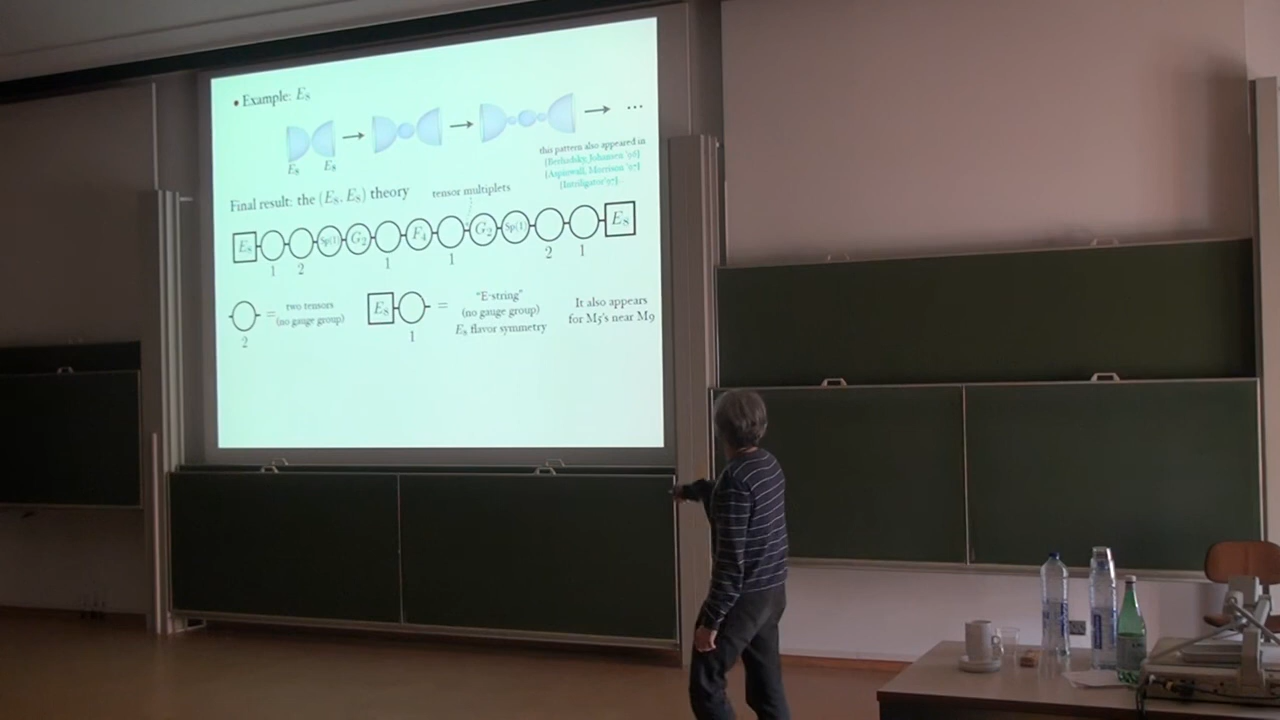 • Example: E₈
E₈ E₈ ...
this pattern also appeared in
[Bershadsky, Johansen '96]
[Aspinwall, Morrison '97]
[Intriligator '97]...
Final result: the (E₈, E₈) theory
tensor multiplets
E₈ Sp(1) G₂ F₄ G₂ Sp(1) E₈
1 2 1 1 2 1
= two tensors
(no gauge group)
2
E₈ = "E-string"
(no gauge group)
E₈ flavor symmetry
1
It also appears
for M5's near M9